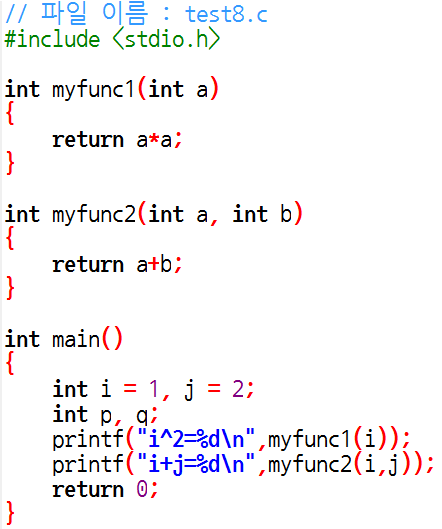 // 파일 이름 : test8.c
#include <stdio.h>
int myfunc1(int a)
{
    return a*a;
}
int myfunc2(int a, int b)
{
    return a+b;
}
int main()
{
    int i = 1, j = 2;
    int p, q;
    printf("i^2=%d\n",myfunc1(i));
    printf("i+j=%d\n",myfunc2(i,j));
    return 0;
}